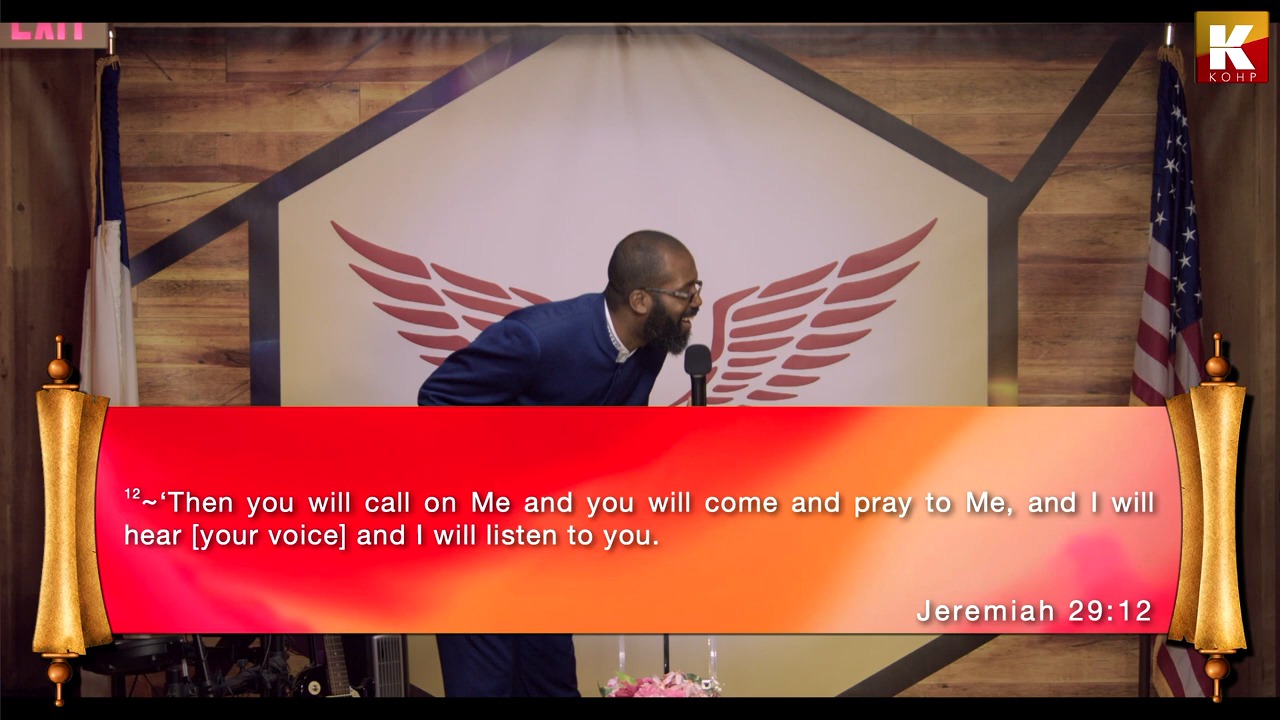 EXIT
K
KOHP
¹²~‘Then you will call on Me and you will come and pray to Me, and I will
hear [your voice] and I will listen to you.
Jeremiah 29:12